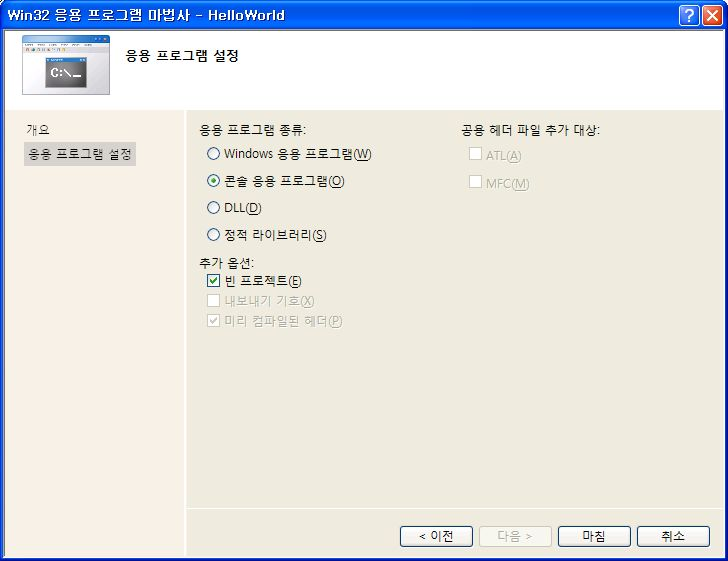 Win32 응용 프로그램 마법사 - HelloWorld
C:\_
응용 프로그램 설정
개요
응용 프로그램 설정
응용 프로그램 종류:
Windows 응용 프로그램(W)
콘솔 응용 프로그램(O)
DLL(D)
정적 라이브러리(S)
추가 옵션:
빈 프로젝트(E)
내보내기 기호(X)
미리 컴파일된 헤더(P)
공용 헤더 파일 추가 대상:
ATL(A)
MFC(M)
< 이전
다음 >
마침
취소